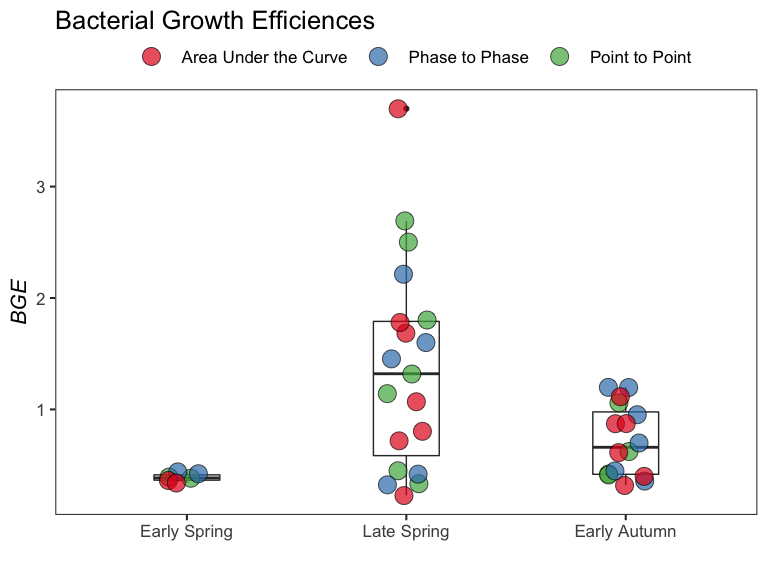 Bacterial Growth Efficiences
Area Under the Curve Phase to Phase Point to Point
3
2
1
BGE
Early Spring Late Spring Early Autumn